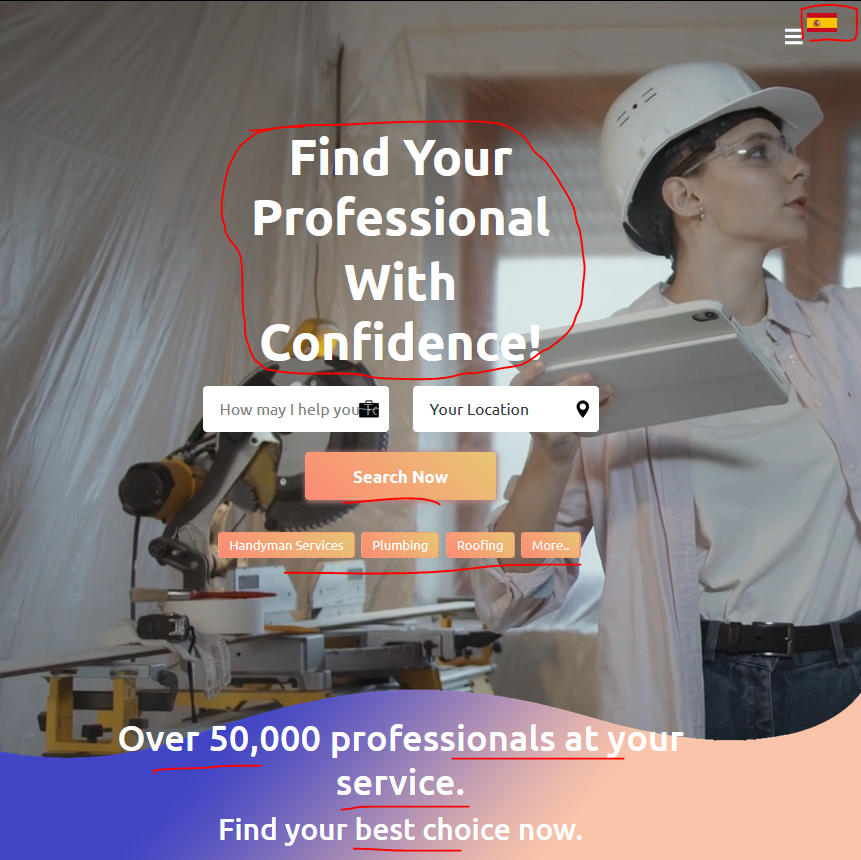 Find Your
Professional
With
Confidence!
How may I help you To
Your Location
Search Now
Handyman Services Plumbing Roofing More..
Over 50,000 professionals at your
service.
Find your best choice now.